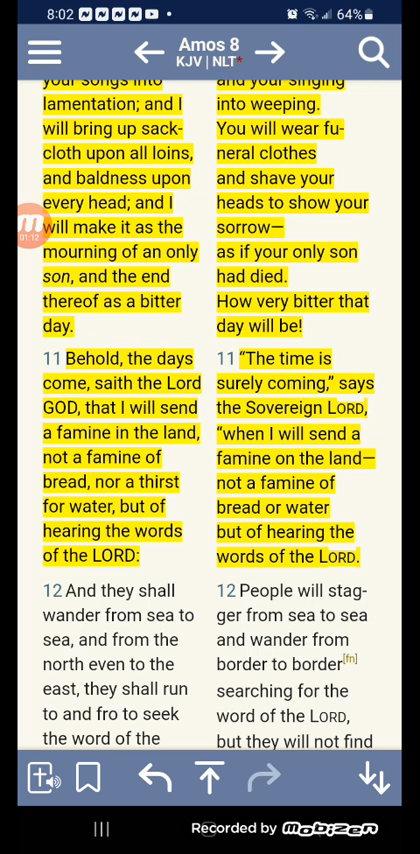 8:02
64%
Amos 8
KJV | NLT*
your songs into
lamentation; and I
will bring up sack-
cloth upon all loins,
and baldness upon
every head; and I
will make it as the
mourning of an only
son, and the end
thereof as a bitter
day.
11 Behold, the days
come, saith the Lord
GOD, that I will send
a famine in the land,
not a famine of
bread, nor a thirst
for water, but of
hearing the words
of the LORD:
12 And they shall
wander from sea to
sea, and from the
north even to the
east, they shall run
to and fro to seek
the word of the
and your singing
into weeping.
You will wear fu-
neral clothes
and shave your
heads to show your
sorrow—
as if your only son
had died.
How very bitter that
day will be!
11 “The time is
surely coming,” says
the Sovereign LORD,
“when I will send a
famine on the land—
not a famine of
bread or water
but of hearing the
words of the LORD.
12 People will stag-
ger from sea to sea
and wander from
border to border[fn]
searching for the
word of the LORD,
but they will not find
01:12
Recorded by Mobizen